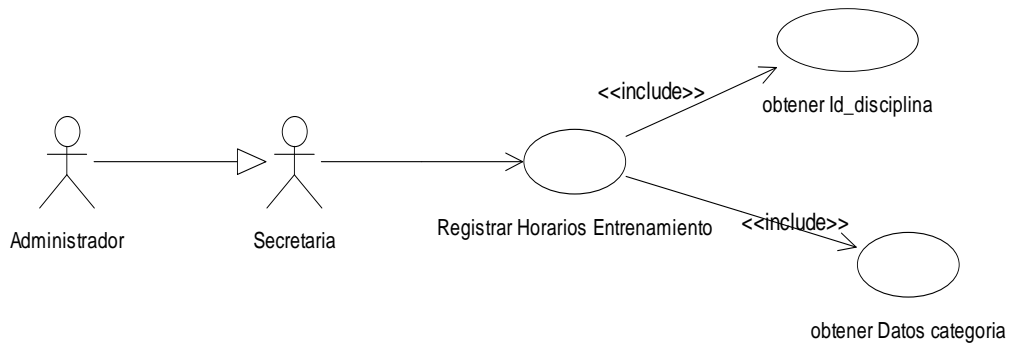 <<include>>
obtener Id_disciplina
Administrador
Secretaria
Registrar Horarios Entrenamiento
<<include>>
obtener Datos categoria